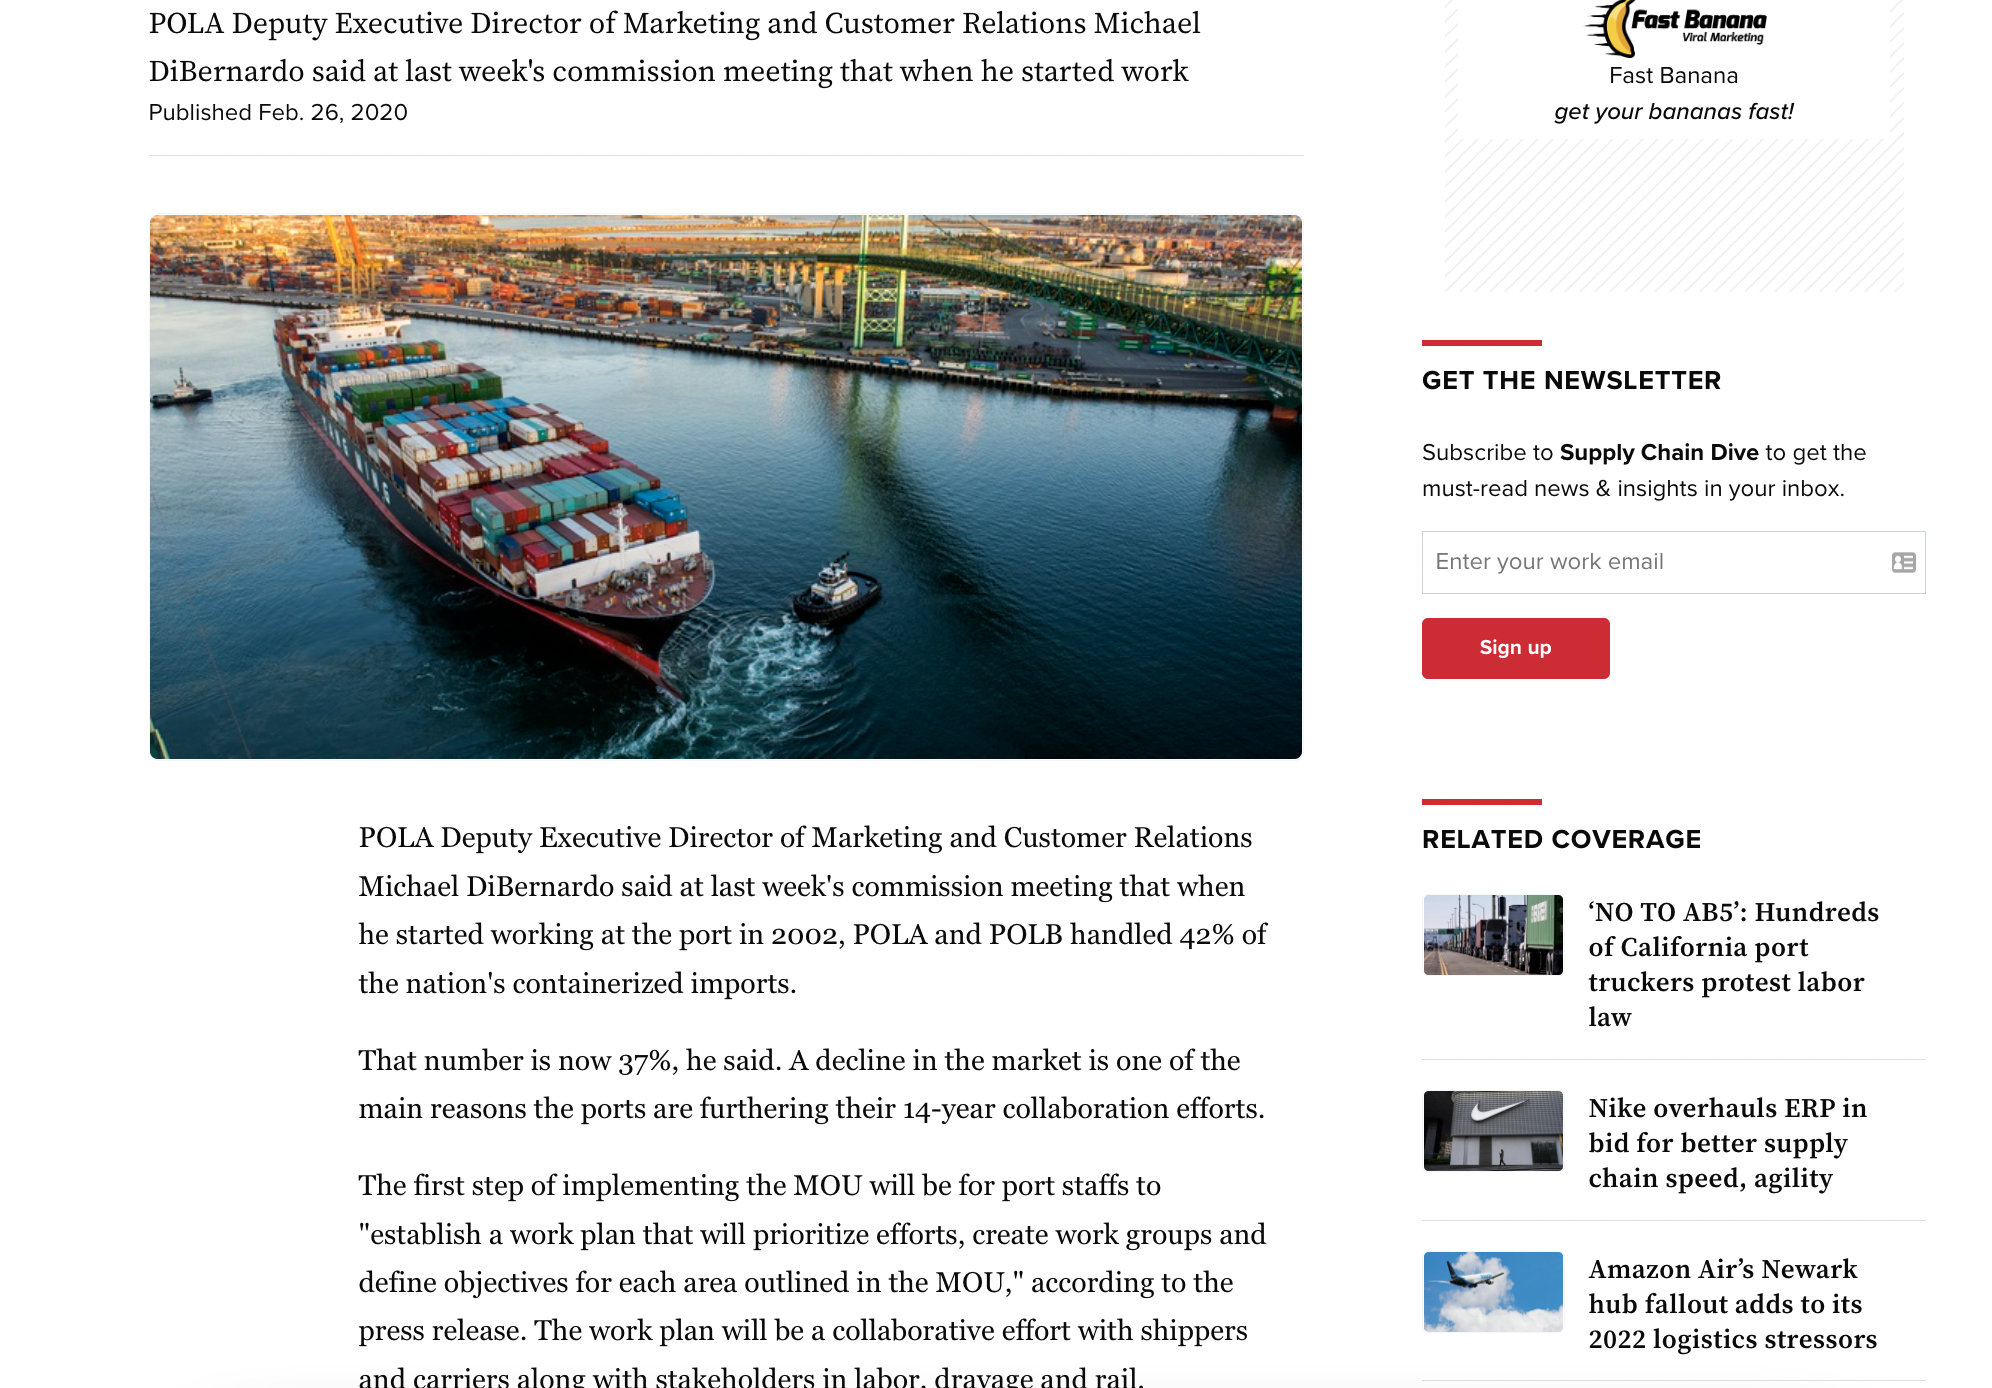 POLA Deputy Executive Director of Marketing and Customer Relations Michael
DiBernardo said at last week's commission meeting that when he started work
Published Feb. 26, 2020
POLA Deputy Executive Director of Marketing and Customer Relations
Michael DiBernardo said at last week's commission meeting that when
he started working at the port in 2002, POLA and POLB handled 42% of
the nation's containerized imports.
That number is now 37%, he said. A decline in the market is one of the
main reasons the ports are furthering their 14-year collaboration efforts.
The first step of implementing the MOU will be for port staffs to
"establish a work plan that will prioritize efforts, create work groups and
define objectives for each area outlined in the MOU," according to the
press release. The work plan will be a collaborative effort with shippers
and carriers along with stakeholders in labor, drayage and rail.
Fast Banana
Viral Marketing
Fast Banana
get your bananas fast!
GET THE NEWSLETTER
Subscribe to Supply Chain Dive to get the
must-read news & insights in your inbox.
Enter your work email
Sign up
RELATED COVERAGE
‘NO TO AB5’: Hundreds
of California port
truckers protest labor
law
Nike overhauls ERP in
bid for better supply
chain speed, agility
Amazon Air’s Newark
hub fallout adds to its
2022 logistics stressors